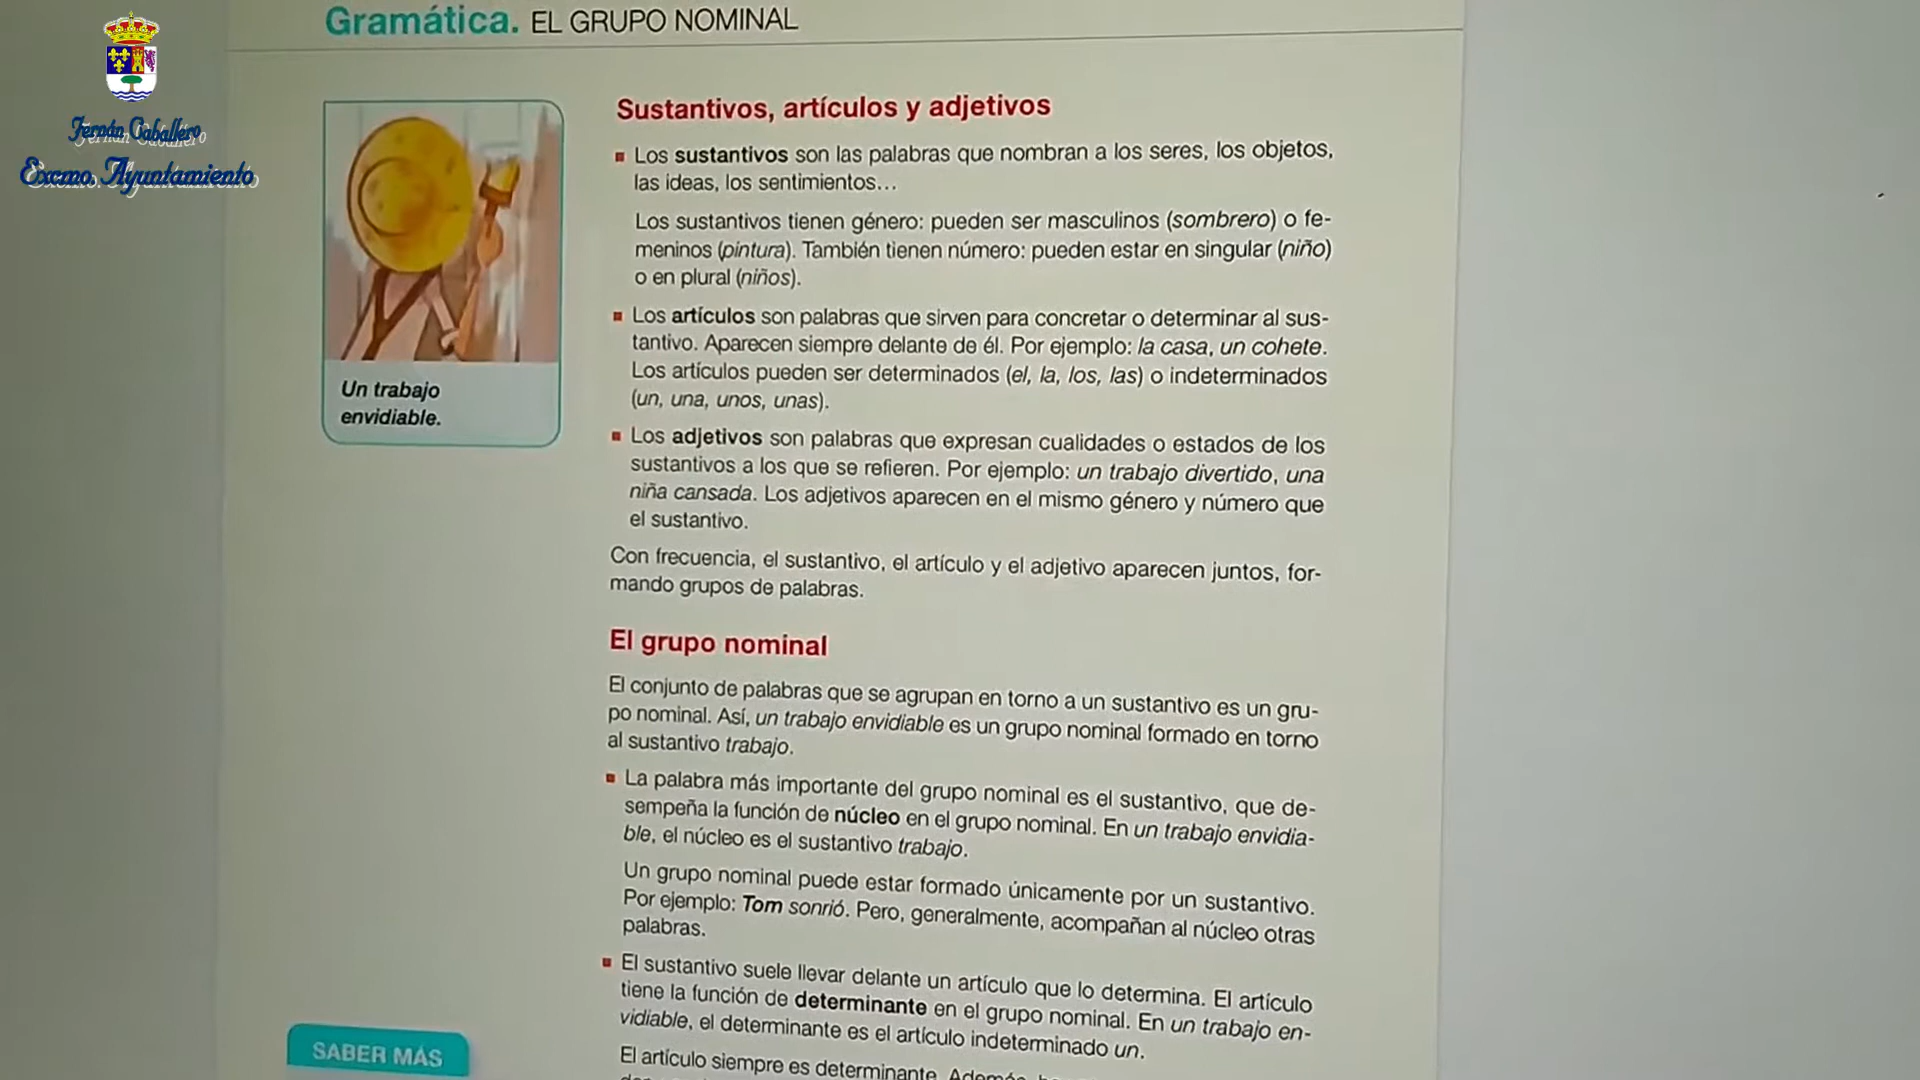 Gramática. EL GRUPO NOMINAL
Fernán Caballero
Excmo. Ayuntamiento
Un trabajo
envidiable.
Sustantivos, artículos y adjetivos
Los sustantivos son las palabras que nombran a los seres, los objetos,
las ideas, los sentimientos...
Los sustantivos tienen género: pueden ser masculinos (sombrero) o fe-
meninos (pintura). También tienen número: pueden estar en singular (niño)
o en plural (niños).
Los artículos son palabras que sirven para concretar o determinar al sus-
tantivo. Aparecen siempre delante de él. Por ejemplo: la casa, un cohete.
Los artículos pueden ser determinados (el, la, los, las) o indeterminados
(un, una, unos, unas).
Los adjetivos son palabras que expresan cualidades o estados de los
sustantivos a los que se refieren. Por ejemplo: un trabajo divertido, una
niña cansada. Los adjetivos aparecen en el mismo género y número que
el sustantivo.
Con frecuencia, el sustantivo, el artículo y el adjetivo aparecen juntos, for-
mando grupos de palabras.
El grupo nominal
El conjunto de palabras que se agrupan en torno a un sustantivo es un gru-
po nominal. Así, un trabajo envidiable es un grupo nominal formado en torno
al sustantivo trabajo.
La palabra más importante del grupo nominal es el sustantivo, que de-
sempeña la función de núcleo en el grupo nominal. En un trabajo envidia-
ble, el núcleo es el sustantivo trabajo.
Un grupo nominal puede estar formado únicamente por un sustantivo.
Por ejemplo: Tom sonrió. Pero, generalmente, acompañan al núcleo otras
palabras.
El sustantivo suele llevar delante un artículo que lo determina. El artículo
tiene la función de determinante en el grupo nominal. En un trabajo en-
vidiable, el determinante es el artículo indeterminado un.
El artículo siempre es determinante. Además,
SABER MÁS